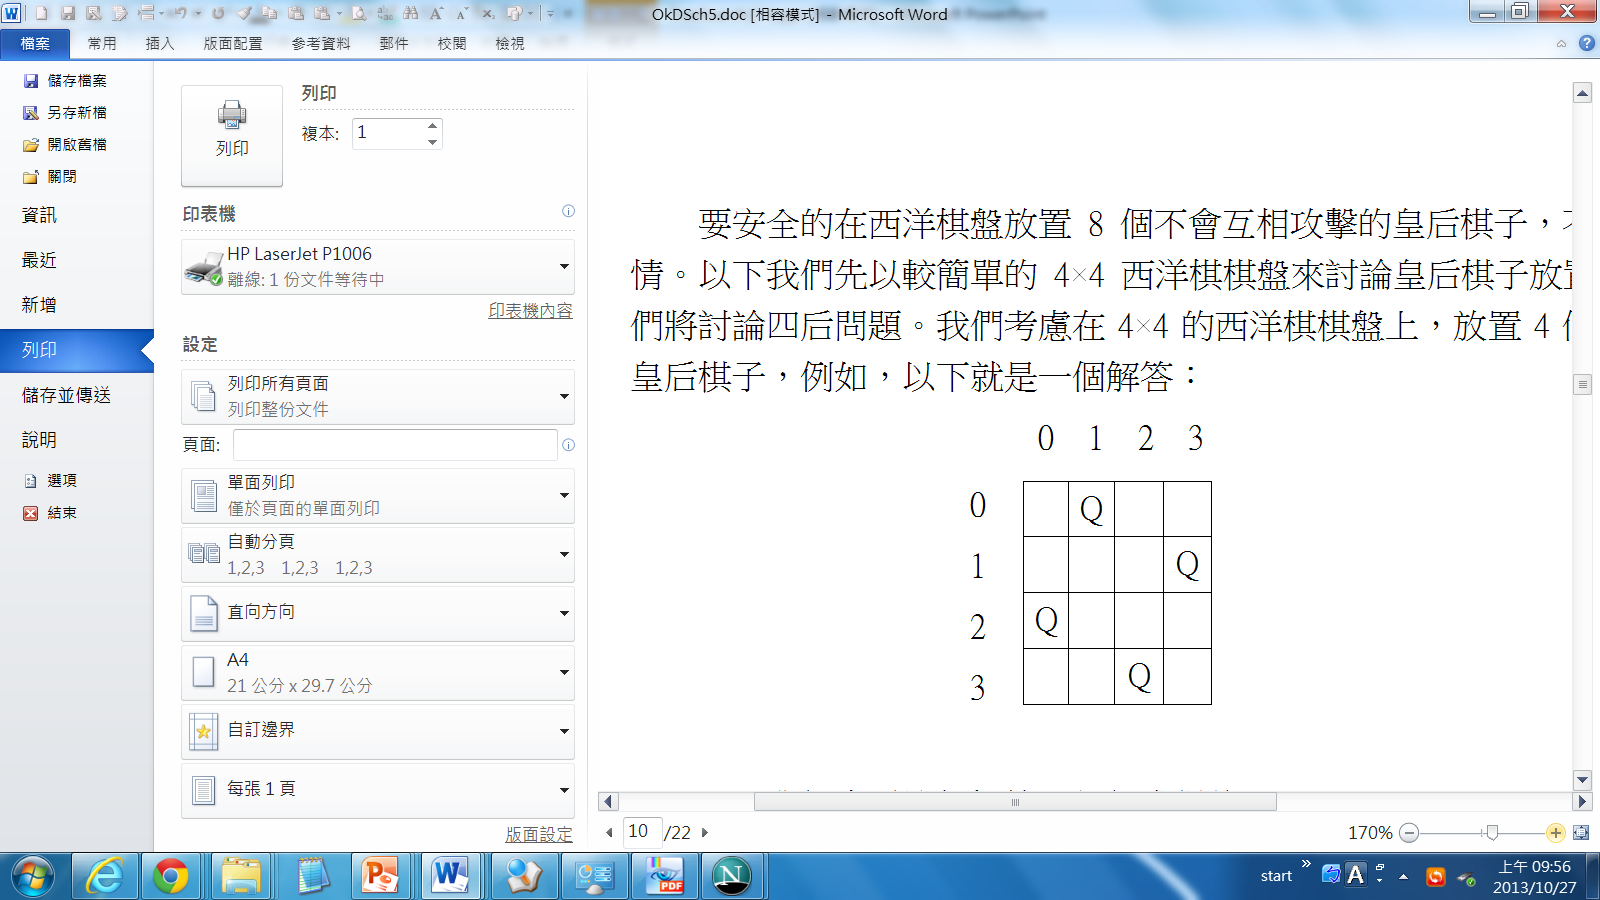 OkDSch5.doc [相容模式] - Microsoft Word
檔案 常用 插入 版面配置 參考資料 郵件 校閱 檢視
儲存檔案
另存新檔
開啟舊檔
關閉
資訊
最近
新增
列印
儲存並傳送
說明
選項
結束
列印
列印
複本: 1
印表機
HP LaserJet P1006
離線: 1 份文件等待中
印表機內容
設定
列印所有頁面
列印整份文件
頁面:
單面列印
僅於頁面的單面列印
自動分頁
1,2,3 1,2,3 1,2,3
直向方向
A4
21 公分 x 29.7 公分
自訂邊界
每張 1 頁
版面設定
要安全的在西洋棋盤放置 8 個不會互相攻擊的皇后棋子，不
情。以下我們先以較簡單的 4×4 西洋棋棋盤來討論皇后棋子放置
們將討論四后問題。我們考慮在 4×4 的西洋棋棋盤上，放置 4 個
皇后棋子，例如，以下就是一個解答：
0 1 2 3
0 Q
1 Q
2 Q
3 Q
10 /22
170%
start
上午 09:56
2013/10/27